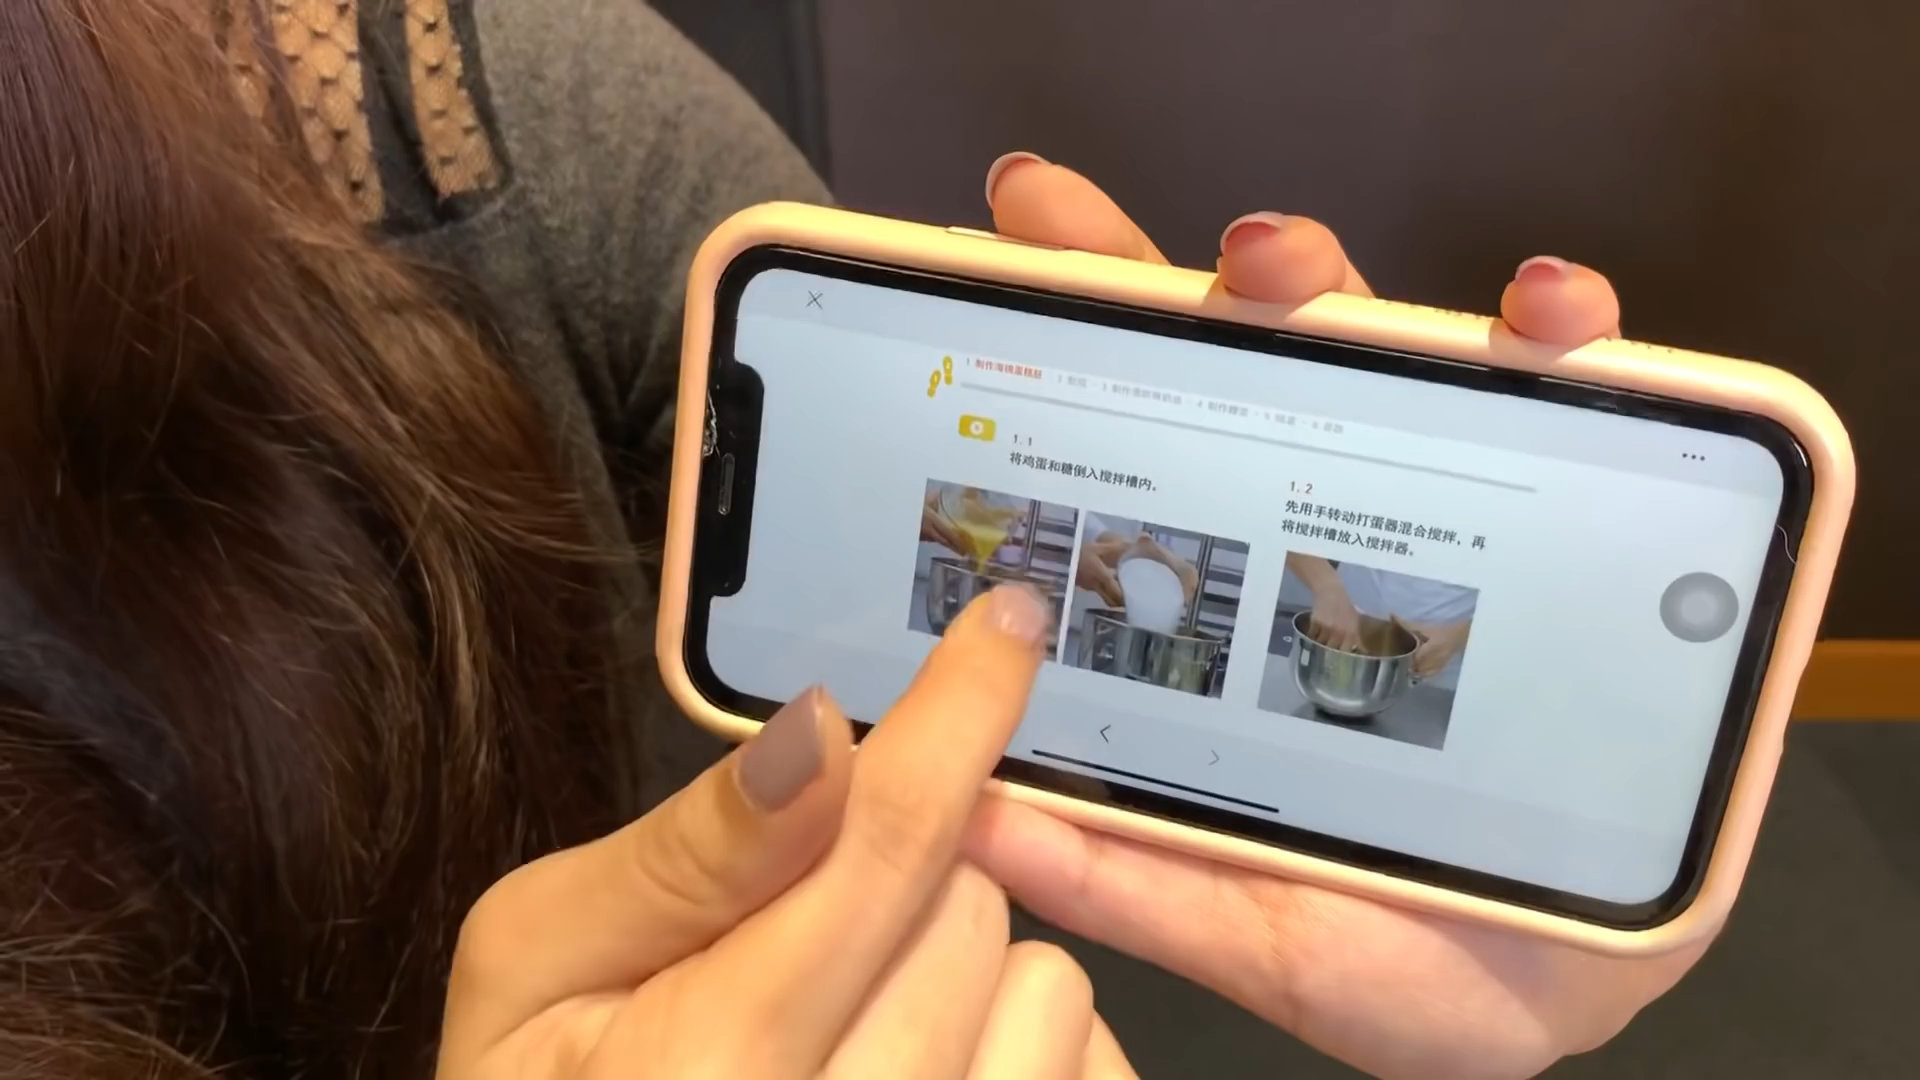 1 制作海绵蛋糕胚
1.1
将鸡蛋和糖倒入搅拌槽内。
1.2
先用手转动打蛋器混合搅拌，再
将搅拌槽放入搅拌器。